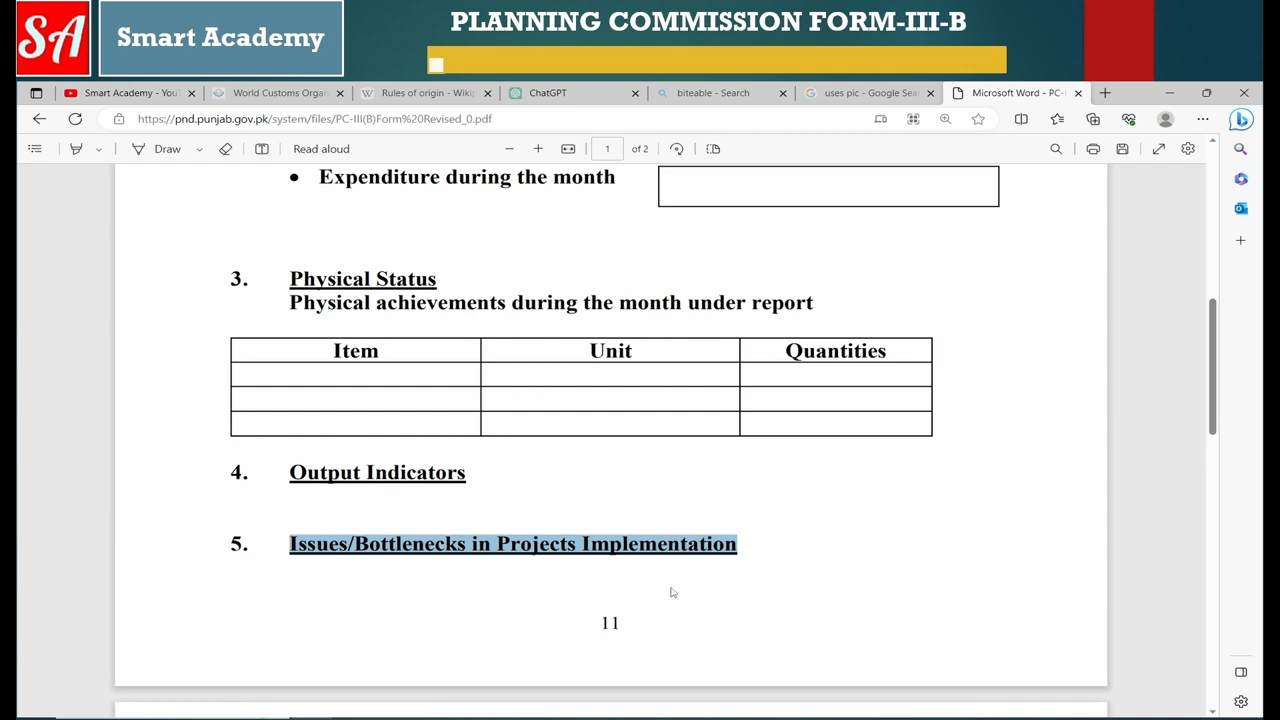 SA
Smart Academy
PLANNING COMMISSION FORM-III-B
Smart Academy - You
World Customs Organ
Rules of origin - Wikip
ChatGPT
biteable - Search
uses pic - Google Sea
Microsoft Word - PC-I
https://pnd.punjab.gov.pk/system/files/PC-III(B)Form%20Revised_0.pdf
Draw
Read aloud
1 of 2
• Expenditure during the month
3. Physical Status
Physical achievements during the month under report
Item Unit Quantities
4. Output Indicators
5. Issues/Bottlenecks in Projects Implementation
11